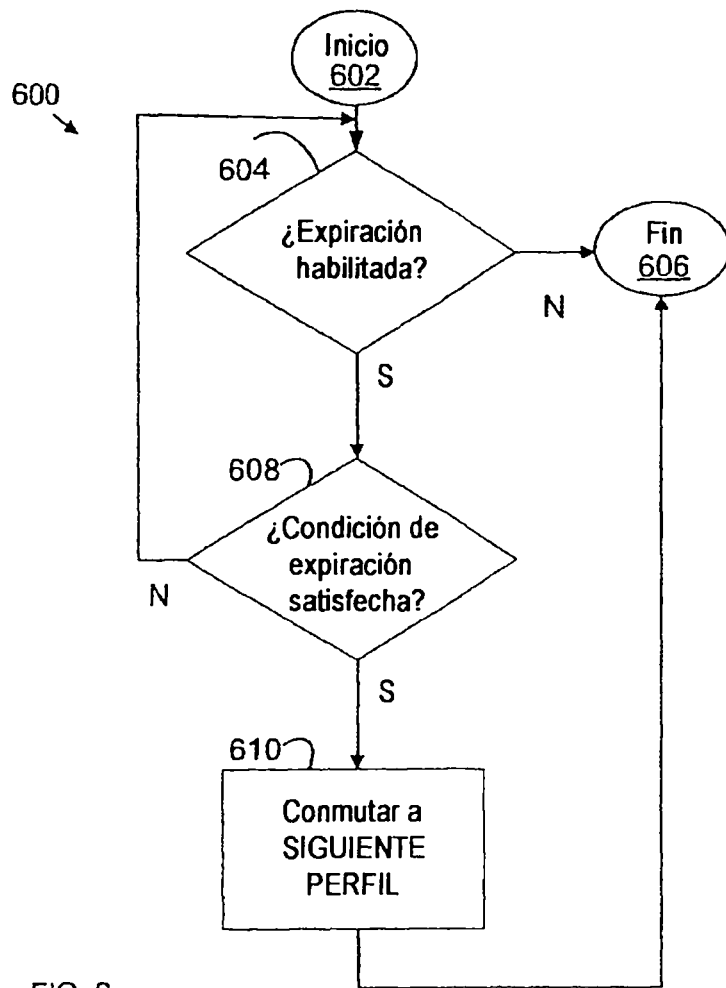 Inicio
602
600
604
¿Expiración
habilitada?
Fin
606
N
S
608
¿Condición de
expiración
satisfecha?
N
S
610
Conmutar a
SIGUIENTE
PERFIL